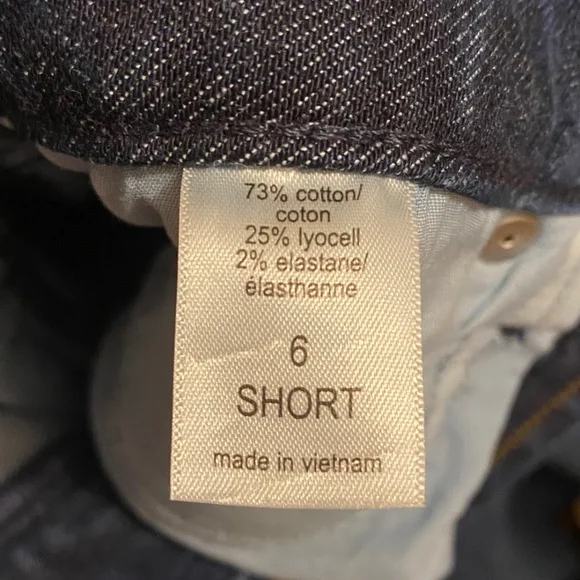 73% cotton/
coton
25% lyocell
2% elastane/
élasthanne
6
SHORT
made in vietnam